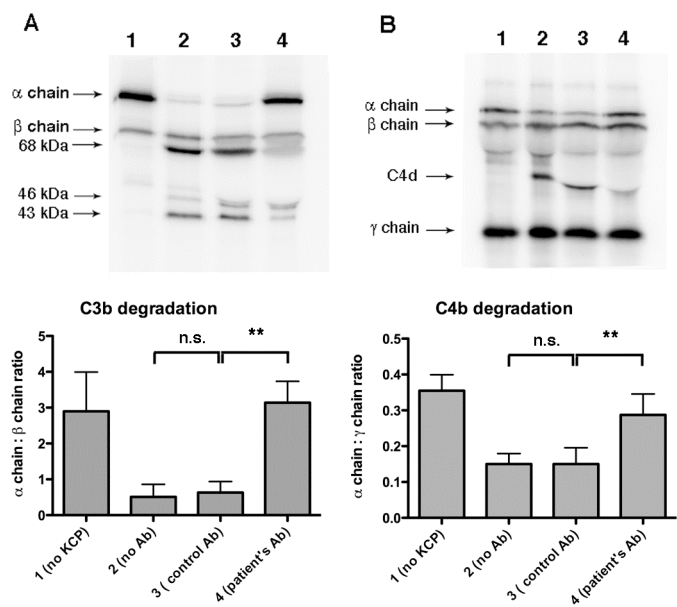 A
1 2 3 4
α chain
β chain
68 kDa
46 kDa
43 kDa
B
1 2 3 4
α chain
β chain
C4d
γ chain
C3b degradation
n.s. **
α chain : β chain ratio
5
4
3
2
1
0
1 (no KCP)
2 (no Ab)
3 ( control Ab)
4 (patient's Ab)
C4b degradation
n.s. **
α chain : γ chain ratio
0.5
0.4
0.3
0.2
0.1
0.0
1 (no KCP)
2 (no Ab)
3 ( control Ab)
4 (patient's Ab)